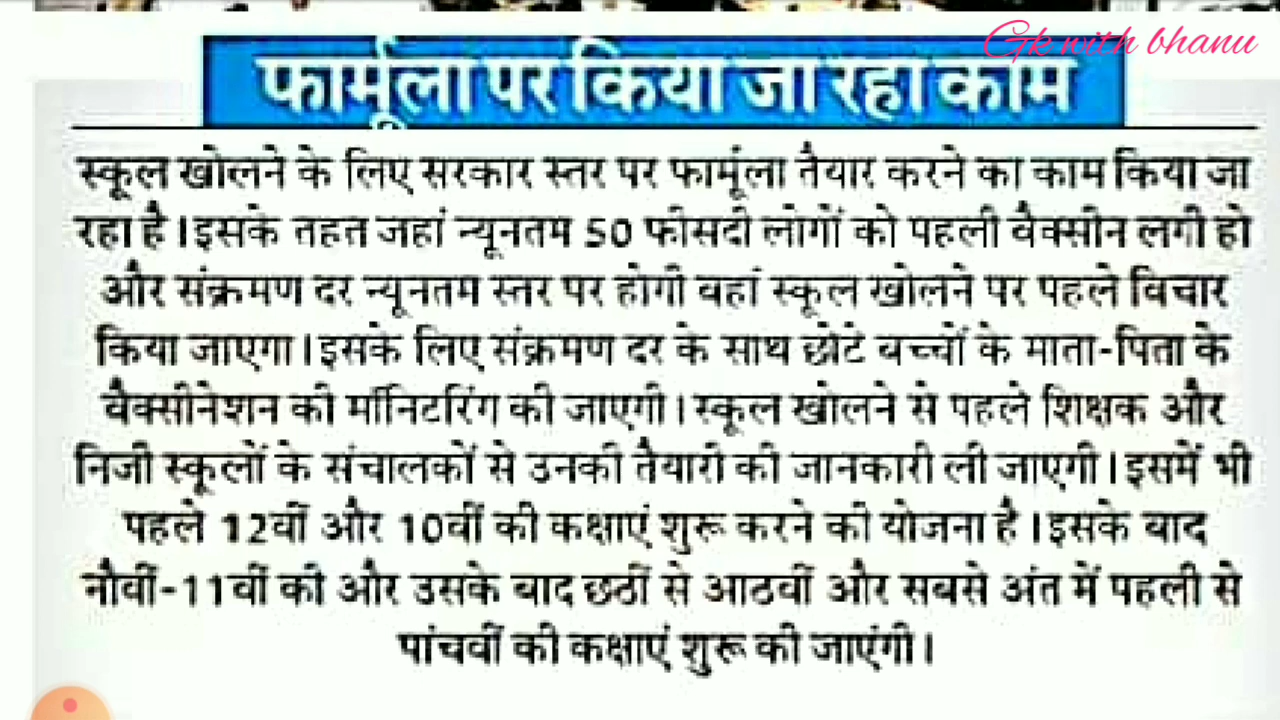 Gk with bhanu
फार्मूला पर किया जा रहा काम
स्कूल खोलने के लिए सरकार स्तर पर फार्मूला तैयार करने का काम किया जा
रहा है। इसके तहत जहां न्यूनतम 50 फीसदी लोगों को पहली वैक्सीन लगी हो
और संक्रमण दर न्यूनतम स्तर पर होगी वहां स्कूल खोलने पर पहले विचार
किया जाएगा। इसके लिए संक्रमण दर के साथ छोटे बच्चों के माता-पिता के
वैक्सीनेशन की मॉनिटरिंग की जाएगी। स्कूल खोलने से पहले शिक्षक और
निजी स्कूलों के संचालकों से उनकी तैयारी की जानकारी ली जाएगी। इसमें भी
पहले 12वीं और 10वीं की कक्षाएं शुरू करने की योजना है। इसके बाद
नौवीं-11वीं की और उसके बाद छठीं से आठवीं और सबसे अंत में पहली से
पांचवीं की कक्षाएं शुरू की जाएंगी।